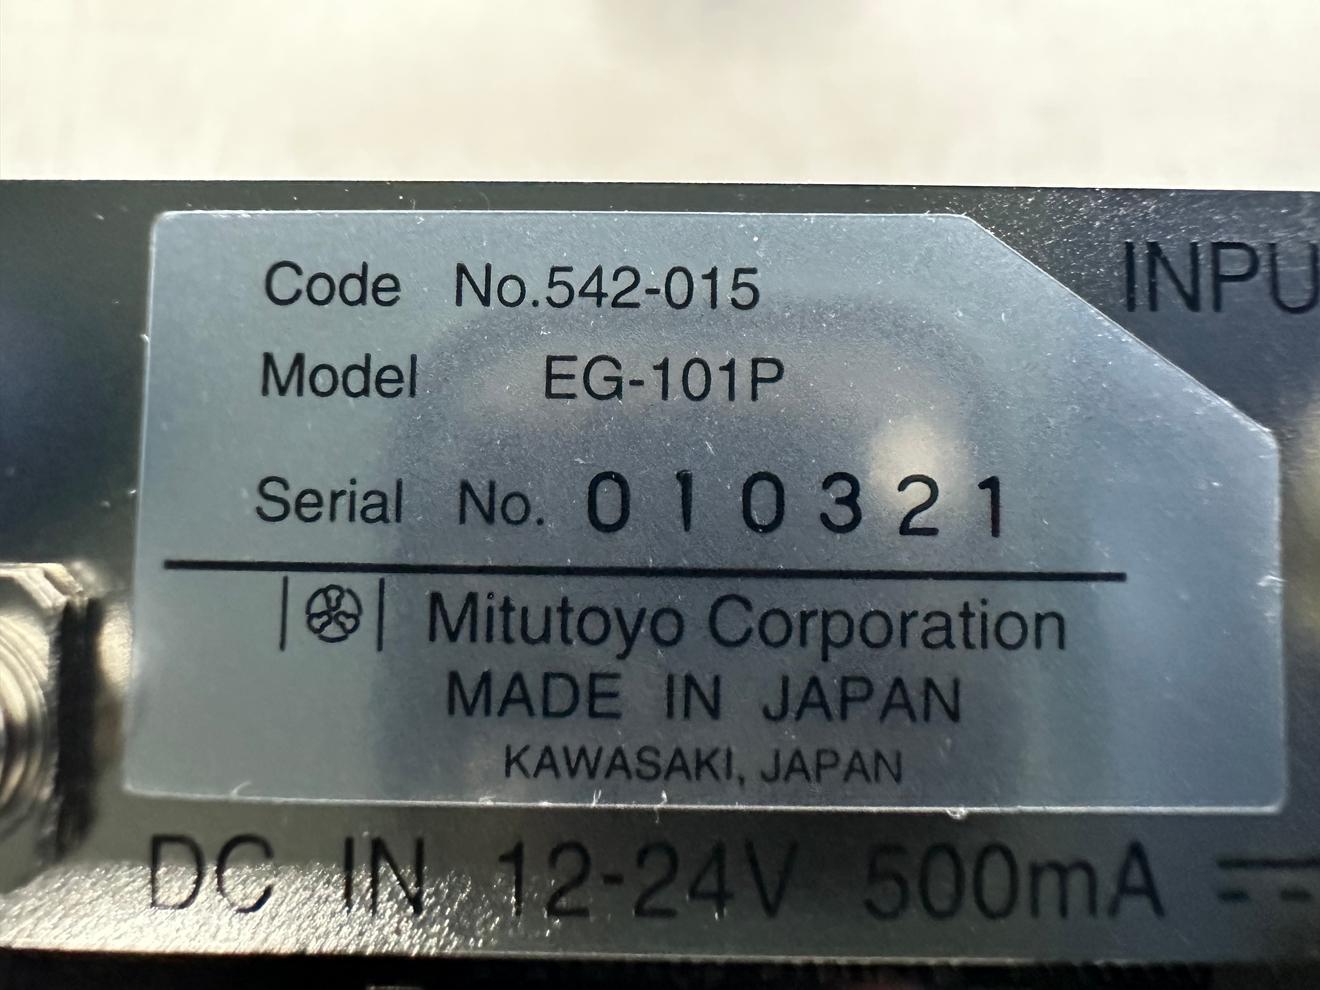 Code No.542-015
INPU
Model EG-101P
Serial No. 010321
Mitutoyo Corporation
MADE IN JAPAN
KAWASAKI, JAPAN
DC IN 12-24V 500mA